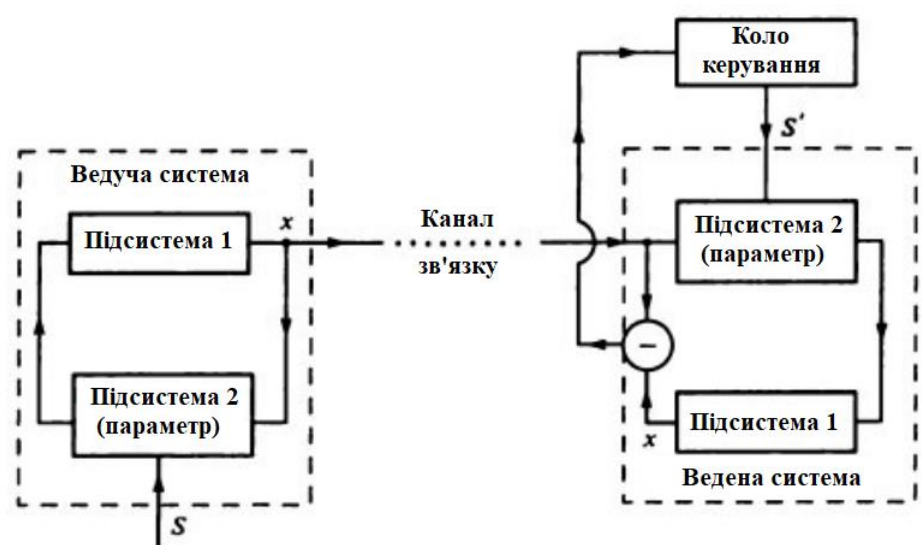 Коло
керування
S'
Ведуча система
x
Підсистема 1
Канал
зв'язку
Підсистема 2
(параметр)
−
Підсистема 2
(параметр)
Підсистема 1
x
Ведена система
S